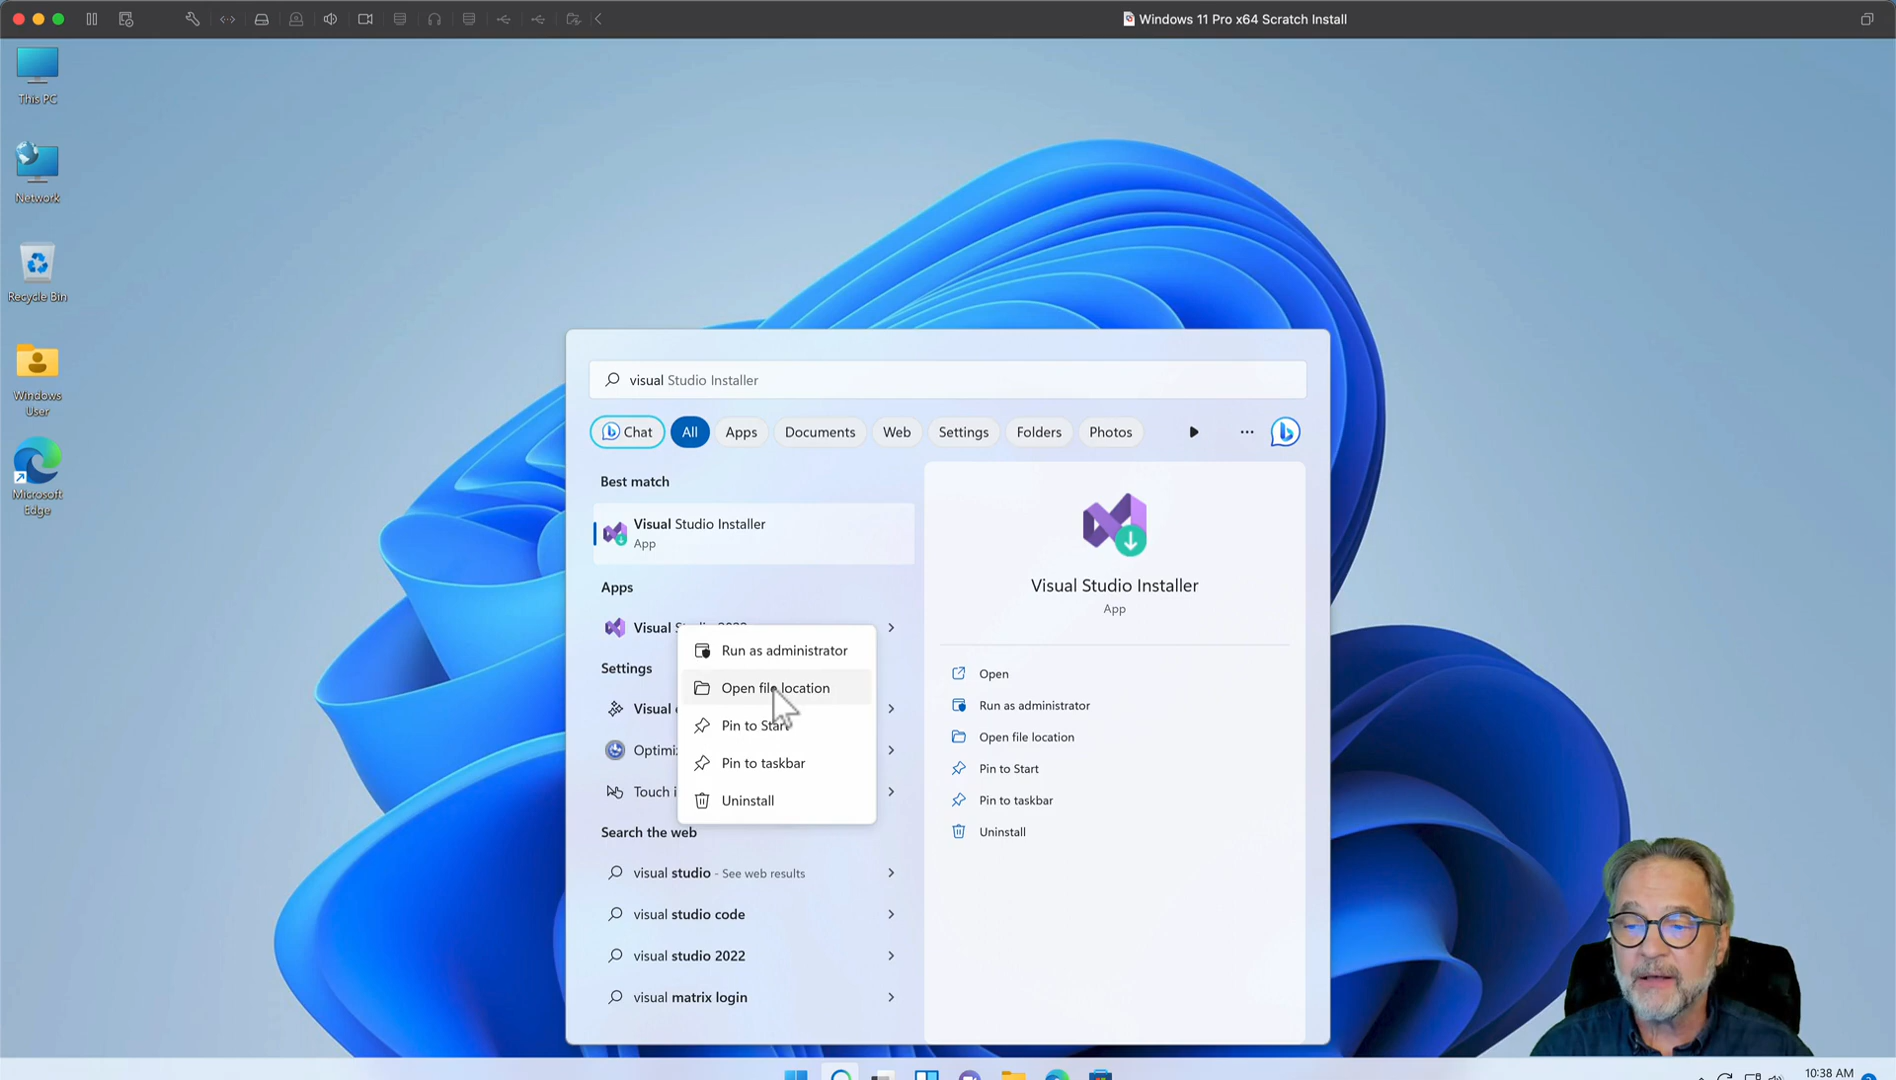 Windows 11 Pro x64 Scratch Install
This PC
Network
Recycle Bin
Windows
User
Microsoft
Edge
visual Studio Installer
Chat
All
Apps
Documents
Web
Settings
Folders
Photos
Best match
Visual Studio Installer
App
Apps
Visual
Settings
Visual
Touch
Search the web
visual studio - See web results
visual studio code
visual studio 2022
visual matrix login
Run as administrator
Open file location
Pin to Start
Pin to taskbar
Uninstall
Visual Studio Installer
App
Open
Run as administrator
Open file location
Pin to Start
Pin to taskbar
Uninstall
10:38 AM